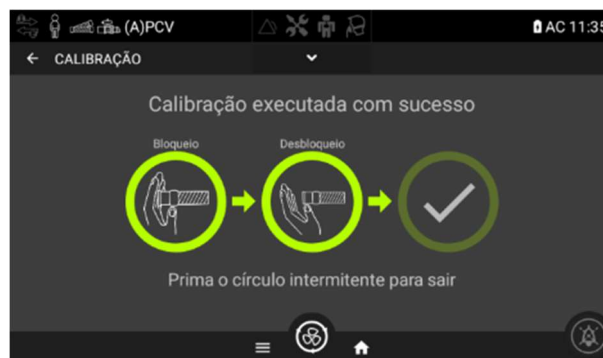 (A)PCV
AC 11:35
CALIBRAÇÃO
Calibração executada com sucesso
Bloqueio
Desbloqueio
Prima o círculo intermitente para sair